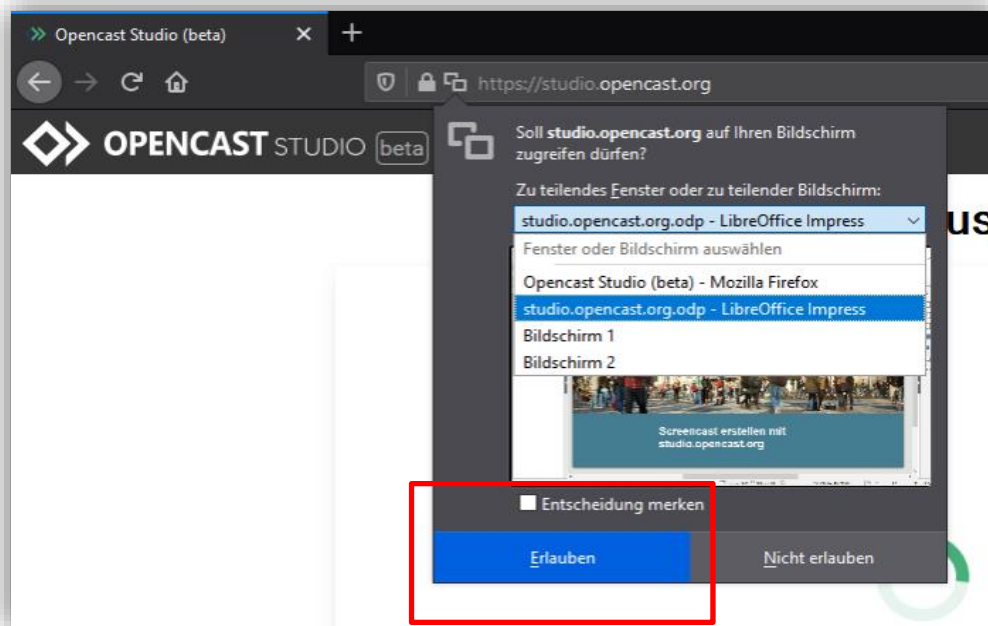 Opencast Studio (beta)
https://studio.opencast.org
OPENCAST STUDIO beta
Soll studio.opencast.org auf Ihren Bildschirm
zugreifen dürfen?
Zu teilendes Fenster oder zu teilender Bildschirm:
studio.opencast.org.odp - LibreOffice Impress
us
Fenster oder Bildschirm auswählen
Opencast Studio (beta) - Mozilla Firefox
studio.opencast.org.odp - LibreOffice Impress
Bildschirm 1
Bildschirm 2
Screencast erstellen mit
studio.opencast.org
Entscheidung merken
Erlauben
Nicht erlauben